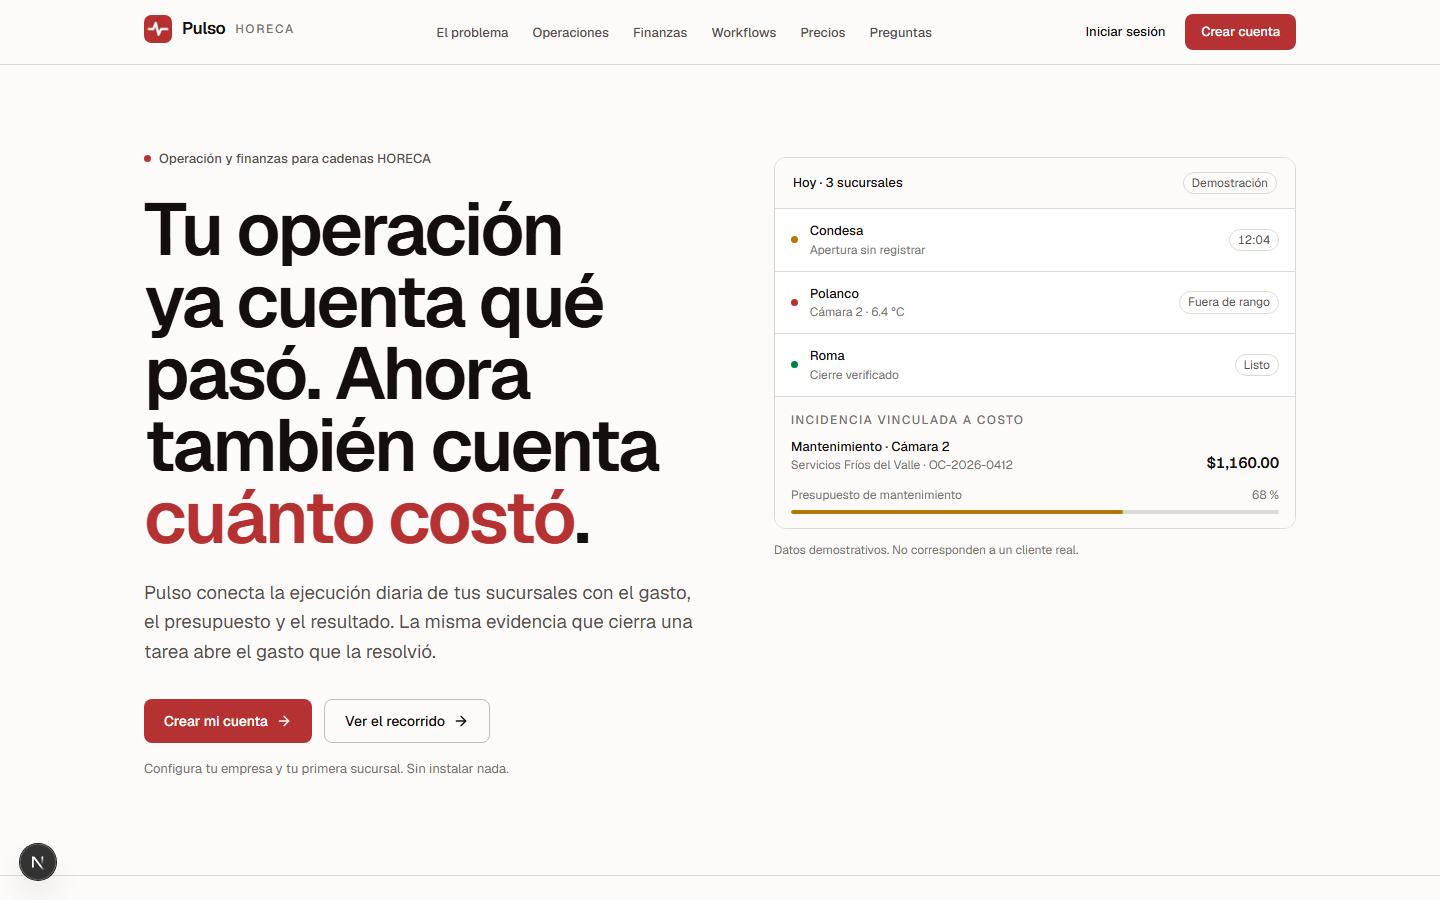 Pulso HORECA
El problema
Operaciones
Finanzas
Workflows
Precios
Preguntas
Iniciar sesión
Crear cuenta
Operación y finanzas para cadenas HORECA
Tu operación
ya cuenta qué
pasó. Ahora
también cuenta
cuánto costó.
Pulso conecta la ejecución diaria de tus sucursales con el gasto,
el presupuesto y el resultado. La misma evidencia que cierra una
tarea abre el gasto que la resolvió.
Crear mi cuenta →
Ver el recorrido →
Configura tu empresa y tu primera sucursal. Sin instalar nada.
Hoy · 3 sucursales
Demostración
Condesa
Apertura sin registrar
12:04
Polanco
Cámara 2 · 6.4 °C
Fuera de rango
Roma
Cierre verificado
Listo
INCIDENCIA VINCULADA A COSTO
Mantenimiento · Cámara 2
Servicios Fríos del Valle · OC-2026-0412
$1,160.00
Presupuesto de mantenimiento
68 %
Datos demostrativos. No corresponden a un cliente real.
N